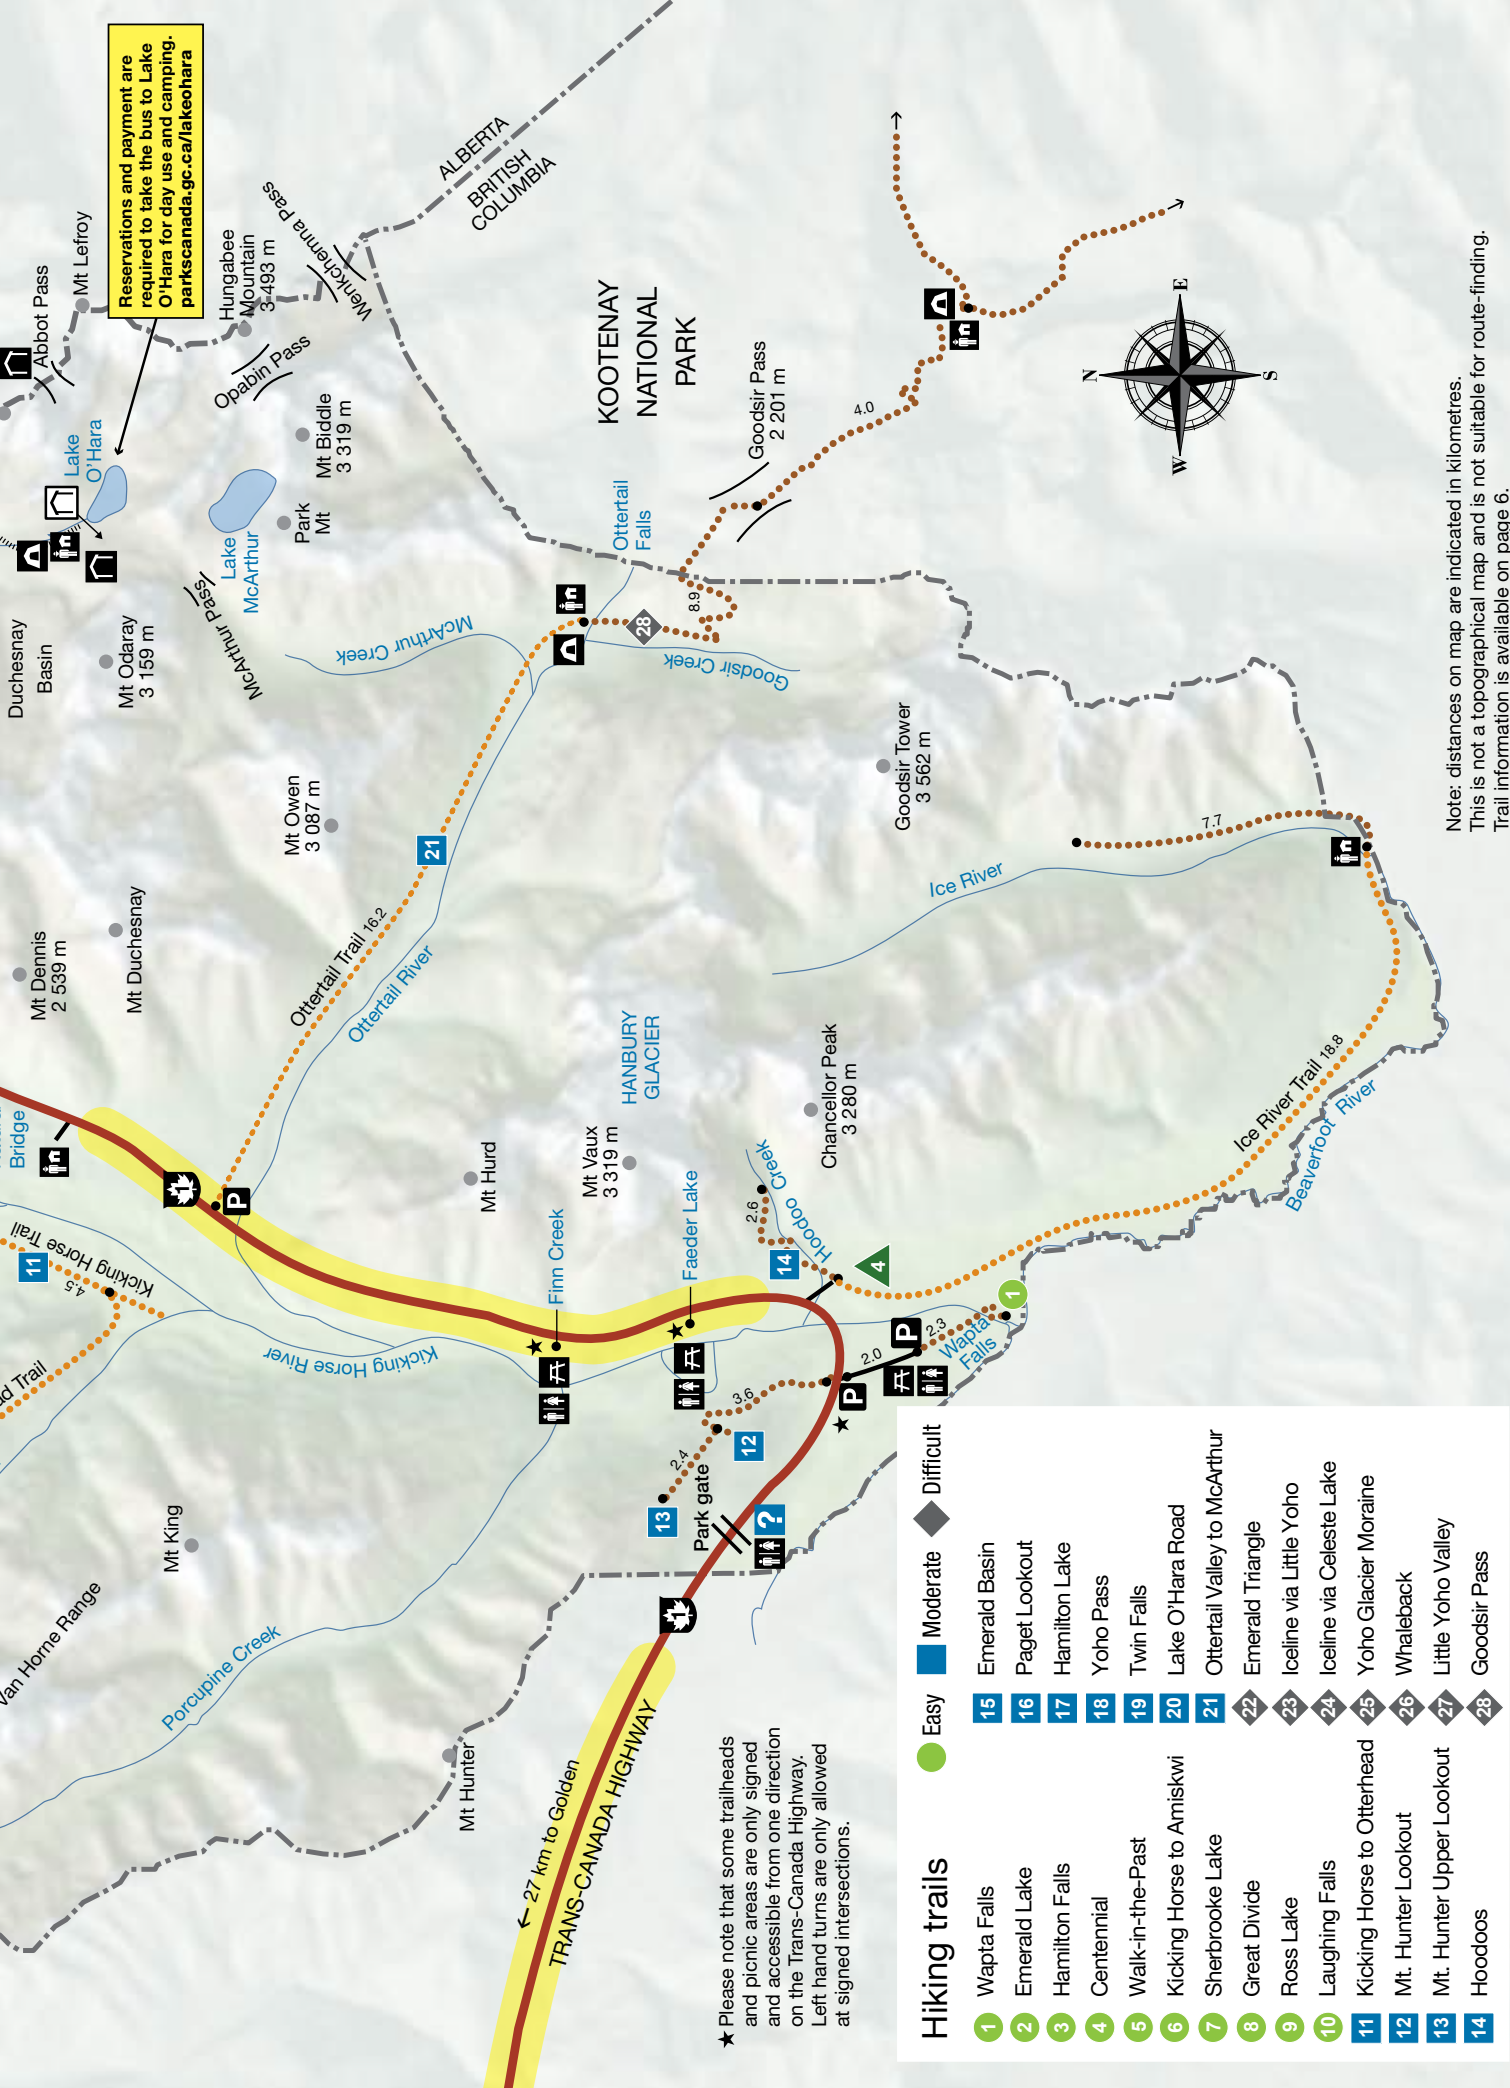 Reservations and payment are
required to take the bus to Lake
O'Hara for day use and camping.
parkscanada.gc.ca/lakeohara
Abbot Pass
Mt Lefroy
Hungabee
Mountain
3 493 m
Wenkchemna Pass
Opabin Pass
ALBERTA
BRITISH
COLUMBIA
Lake
O'Hara
Mt Biddle
3 319 m
Park
Mt
Lake
McArthur
McArthur Pass
Duchesnay
Basin
Mt Odaray
3 159 m
KOOTENAY
NATIONAL
PARK
Goodsir Pass
2 201 m
4.0
Ottertail
Falls
8.9
28
McArthur Creek
Goodsir Creek
N
E
S
W
Mt Owen
3 087 m
21
Goodsir Tower
3 562 m
7.7
Ice River
Mt Dennis
2 539 m
Mt Duchesnay
Ottertail Trail 16.2
Ottertail River
HANBURY
GLACIER
Chancellor Peak
3 280 m
Ice River Trail 18.8
Beaverfoot River
Bridge
1
P
Mt Hurd
Mt Vaux
3 319 m
Finn Creek
Faeder Lake
2.6
14
Hoodoo Creek
4
1
11
4.5
Kicking Horse Trail
Kicking Horse River
Wapta
Falls
2.3
P
2.0
P
3.6
12
2.4
13
Park gate
?
1
ad Trail
Mt King
Van Horne Range
Porcupine Creek
Mt Hunter
27 km to Golden
TRANS-CANADA HIGHWAY
★ Please note that some trailheads
and picnic areas are only signed
and accessible from one direction
on the Trans-Canada Highway.
Left hand turns are only allowed
at signed intersections.
Hiking trails
Easy
Moderate
Difficult
1 Wapta Falls
2 Emerald Lake
3 Hamilton Falls
4 Centennial
5 Walk-in-the-Past
6 Kicking Horse to Amiskwi
7 Sherbrooke Lake
8 Great Divide
9 Ross Lake
10 Laughing Falls
11 Kicking Horse to Otterhead
12 Mt. Hunter Lookout
13 Mt. Hunter Upper Lookout
14 Hoodoos
15 Emerald Basin
16 Paget Lookout
17 Hamilton Lake
18 Yoho Pass
19 Twin Falls
20 Lake O'Hara Road
21 Ottertail Valley to McArthur
22 Emerald Triangle
23 Iceline via Little Yoho
24 Iceline via Celeste Lake
25 Yoho Glacier Moraine
26 Whaleback
27 Little Yoho Valley
28 Goodsir Pass
Note: distances on map are indicated in kilometres.
This is not a topographical map and is not suitable for route-finding.
Trail information is available on page 6.